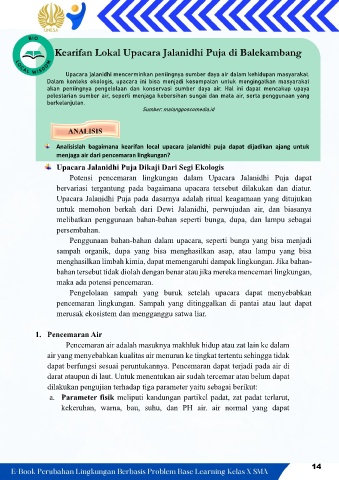 UNESA
BIO
LOCAL WISDOM
Kearifan Lokal Upacara Jalanidhi Puja di Balekambang
Upacara jalanidhi mencerminkan pentingnya sumber daya air dalam kehidupan masyarakat.
Dalam konteks ekologis, upacara ini bisa menjadi kesempatan untuk mengingatkan masyarakat
akan pentingnya pengelolaan dan konservasi sumber daya air. Hal ini dapat mencakup upaya
pelestarian sumber air, seperti menjaga kebersihan sungai dan mata air, serta penggunaan yang
berkelanjutan.
Sumber: malangposcomedia.id
ANALISIS
Analisislah bagaimana kearifan local upacara jalanidhi puja dapat dijadikan ajang untuk
menjaga air dari pencemaran lingkungan?
Upacara Jalanidhi Puja Dikaji Dari Segi Ekologis
Potensi pencemaran lingkungan dalam Upacara Jalanidhi Puja dapat
bervariasi tergantung pada bagaimana upacara tersebut dilakukan dan diatur.
Upacara Jalanidhi Puja pada dasarnya adalah ritual keagamaan yang ditujukan
untuk memohon berkah dari Dewi Jalanidhi, perwujudan air, dan biasanya
melibatkan penggunaan bahan-bahan seperti bunga, dupa, dan lampu sebagai
persembahan.
Penggunaan bahan-bahan dalam upacara, seperti bunga yang bisa menjadi
sampah organik, dupa yang bisa menghasilkan asap, atau lampu yang bisa
menghasilkan limbah kimia, dapat memengaruhi dampak lingkungan. Jika bahan-
bahan tersebut tidak diolah dengan benar atau jika mereka mencemari lingkungan,
maka ada potensi pencemaran.
Pengelolaan sampah yang buruk setelah upacara dapat menyebabkan
pencemaran lingkungan. Sampah yang ditinggalkan di pantai atau laut dapat
merusak ekosistem dan mengganggu satwa liar.
1. Pencemaran Air
Pencemaran air adalah masuknya makhluk hidup atau zat lain ke dalam
air yang menyebabkan kualitas air menurun ke tingkat tertentu sehingga tidak
dapat berfungsi sesuai peruntukannya. Pencemaran dapat terjadi pada air di
darat ataupun di laut. Untuk menentukan air sudah tercemar atau belum dapat
dilakukan pengujian terhadap tiga parameter yaitu sebagai berikut:
a. Parameter fisik meliputi kandungan partikel padat, zat padat terlarut,
kekeruhan, warna, bau, suhu, dan PH air. air normal yang dapat
14
E-Book Perubahan Lingkungan Berbasis Problem Base Learning Kelas X SMA